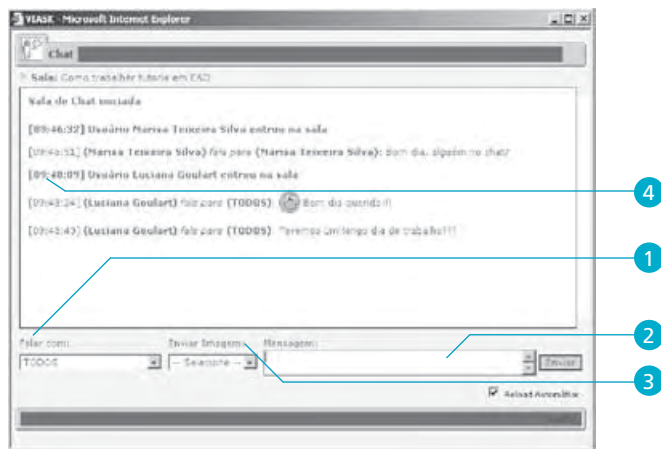 VIASK - Microsoft Internet Explorer
Chat
Sala: Como trabalhar tutoria em EAD
Sala de Chat iniciada
[09:46:32] Usuário Marisa Teixeira Silva entrou na sala
(Marisa Teixeira Silva) fala para (Marisa Teixeira Silva): Bom dia, alguém no chat?
[09:48:09] Usuário Luciana Goulart entrou na sala
(Luciana Goulart) fala para (TODOS): Bom dia querida!!!
(Luciana Goulart) fala para (TODOS): Teremos um longo dia de trabalho!!!
4
1
Falar com: Enviar Imagem: Mensagem:
2
TODOS -- Selecione -- Enviar
3
Reload Automático